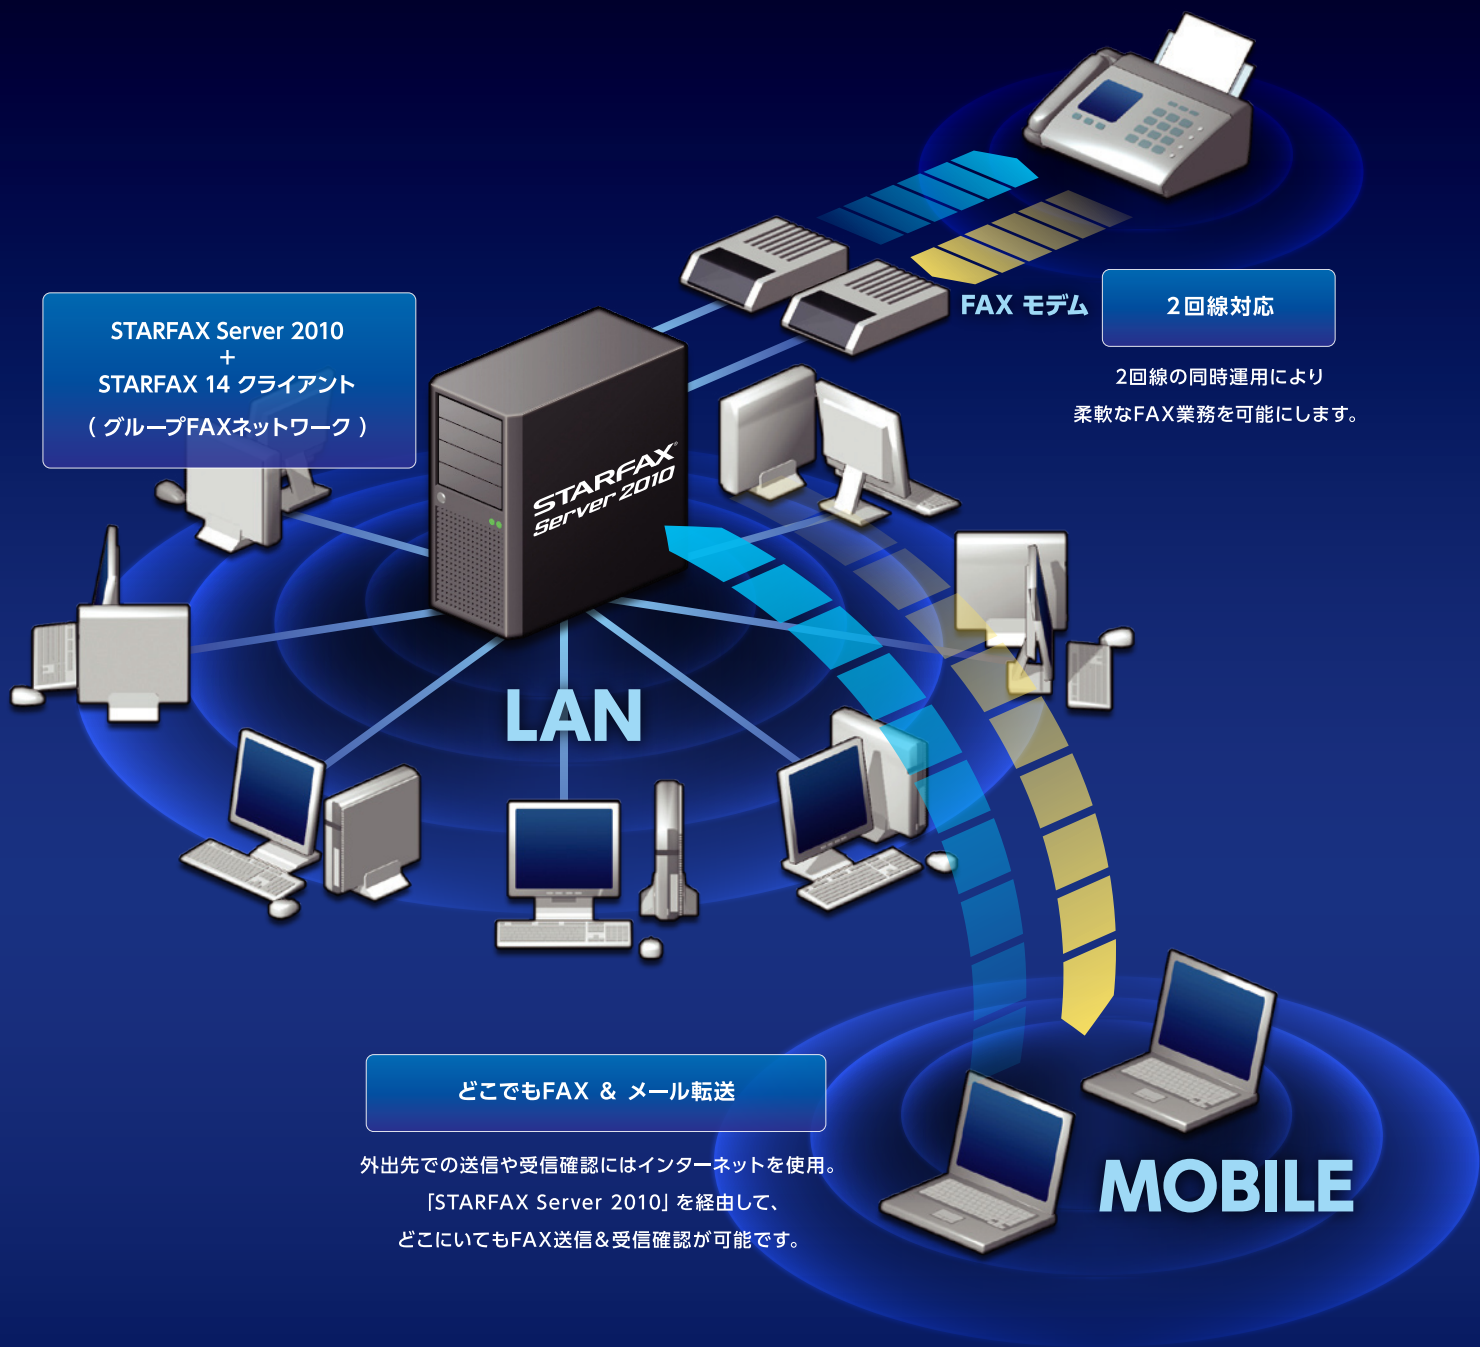 FAX モデム
2回線対応
2回線の同時運用により
柔軟なFAX業務を可能にします。
STARFAX Server 2010
+
STARFAX 14 クライアント
( グループFAXネットワーク )
STARFAX®
Server 2010
LAN
どこでもFAX & メール転送
外出先での送信や受信確認にはインターネットを使用。
「STARFAX Server 2010」を経由して、
どこにいてもFAX送信&受信確認が可能です。
MOBILE